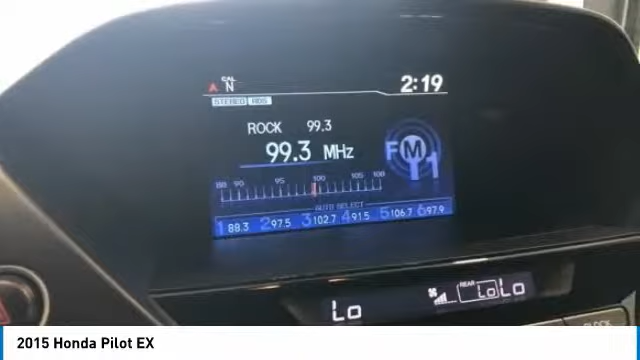 CAL
N 2:19
STEREO RDS
ROCK 99.3
99.3 MHz
FM1
88 90 95 100 105 108
AUTO SELECT
1 88.3 2 97.5 3 102.7 4 91.5 5 106.7 6 97.9
Lo REAR Lo Lo
2015 Honda Pilot EX